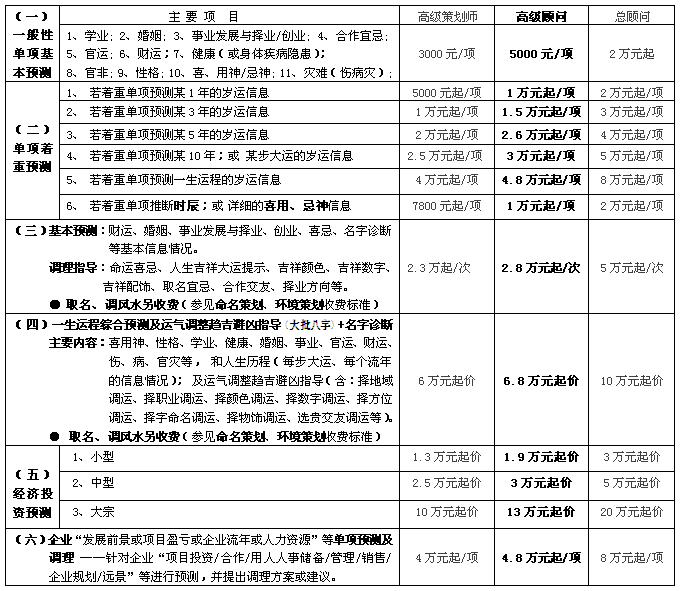 （一）
一般性
单项基
本预测
主 要 项 目
高级策划师
高级顾问
总顾问
1、学业；2、婚姻；3、事业发展与择业/创业；4、合作宜忌；
5、官运；6、财运；7、健康（或身体疾病隐患）；
8、官非；9、性格；10、喜、用神/忌神；11、灾难（伤病灾）；
3000 元/项
5000 元/项
2 万元起
（二）
单项着
重预测
1、 若着重单项预测某 1 年的岁运信息
5000 元起/项
1 万元起/项
2 万元起/项
2、 若着重单项预测某 3 年的岁运信息
1 万元起/项
1.5 万元起/项
3 万元起/项
3、 若着重单项预测某 5 年的岁运信息
2 万元/项
2.6 万元起/项
4 万元起/项
4、 若着重单项预测某 10 年；或 某步大运的岁运信息
2.5 万元起/项
3 万元起/项
5 万元起/项
5、 若着重单项预测一生运程的岁运信息
4 万元起/项
4.8 万元起/项
8 万元起/项
6、 若着重单项推断时辰；或 详细的喜用、忌神信息
7800 元起/项
1 万元起/项
2 万元起/项
（三）基本预测：财运、婚姻、事业发展与择业、创业、喜忌、名字诊断
等基本信息情况。
调理指导：命运喜忌、人生吉祥大运提示、吉祥颜色、吉祥数字、
吉祥配饰、取名宜忌、合作交友、择业方向等。
● 取名、调风水另收费（参见命名策划、环境策划收费标准）
2.3 万起/次
2.8 万元起/次
5 万元起/次
（四）一生运程综合预测及运气调整趋吉避凶指导（大批八字）+名字诊断
主要内容：喜用神、性格、学业、健康、婚姻、事业、官运、财运、
伤、病、官灾等，和人生历程（每步大运、每个流年
的信息情况）；及运气调整趋吉避凶指导（含：择地域
调运、择职业调运、择颜色调运、择数字调运、择方位
调运、择字命名调运、择物饰调运、选贵交友调运等）。
● 取名、调风水另收费（参见命名策划、环境策划收费标准）
6 万元起价
6.8 万元起价
10 万元起价
（五）
经济投
资预测
1、小型
1.3 万元起价
1.9 万元起价
3 万元起价
2、中型
2.5 万元起价
3 万元起价
5 万元起价
3、大宗
10 万元起价
13 万元起价
20 万元起价
（六）企业“发展前景或项目盈亏或企业流年或人力资源”等单项预测及
调理 ——针对企业“项目投资/合作/用人人事储备/管理/销售/
企业规划/远景”等进行预测，并提出调理方案或建议。
4 万元起/项
4.8 万元起/项
8 万元起/项